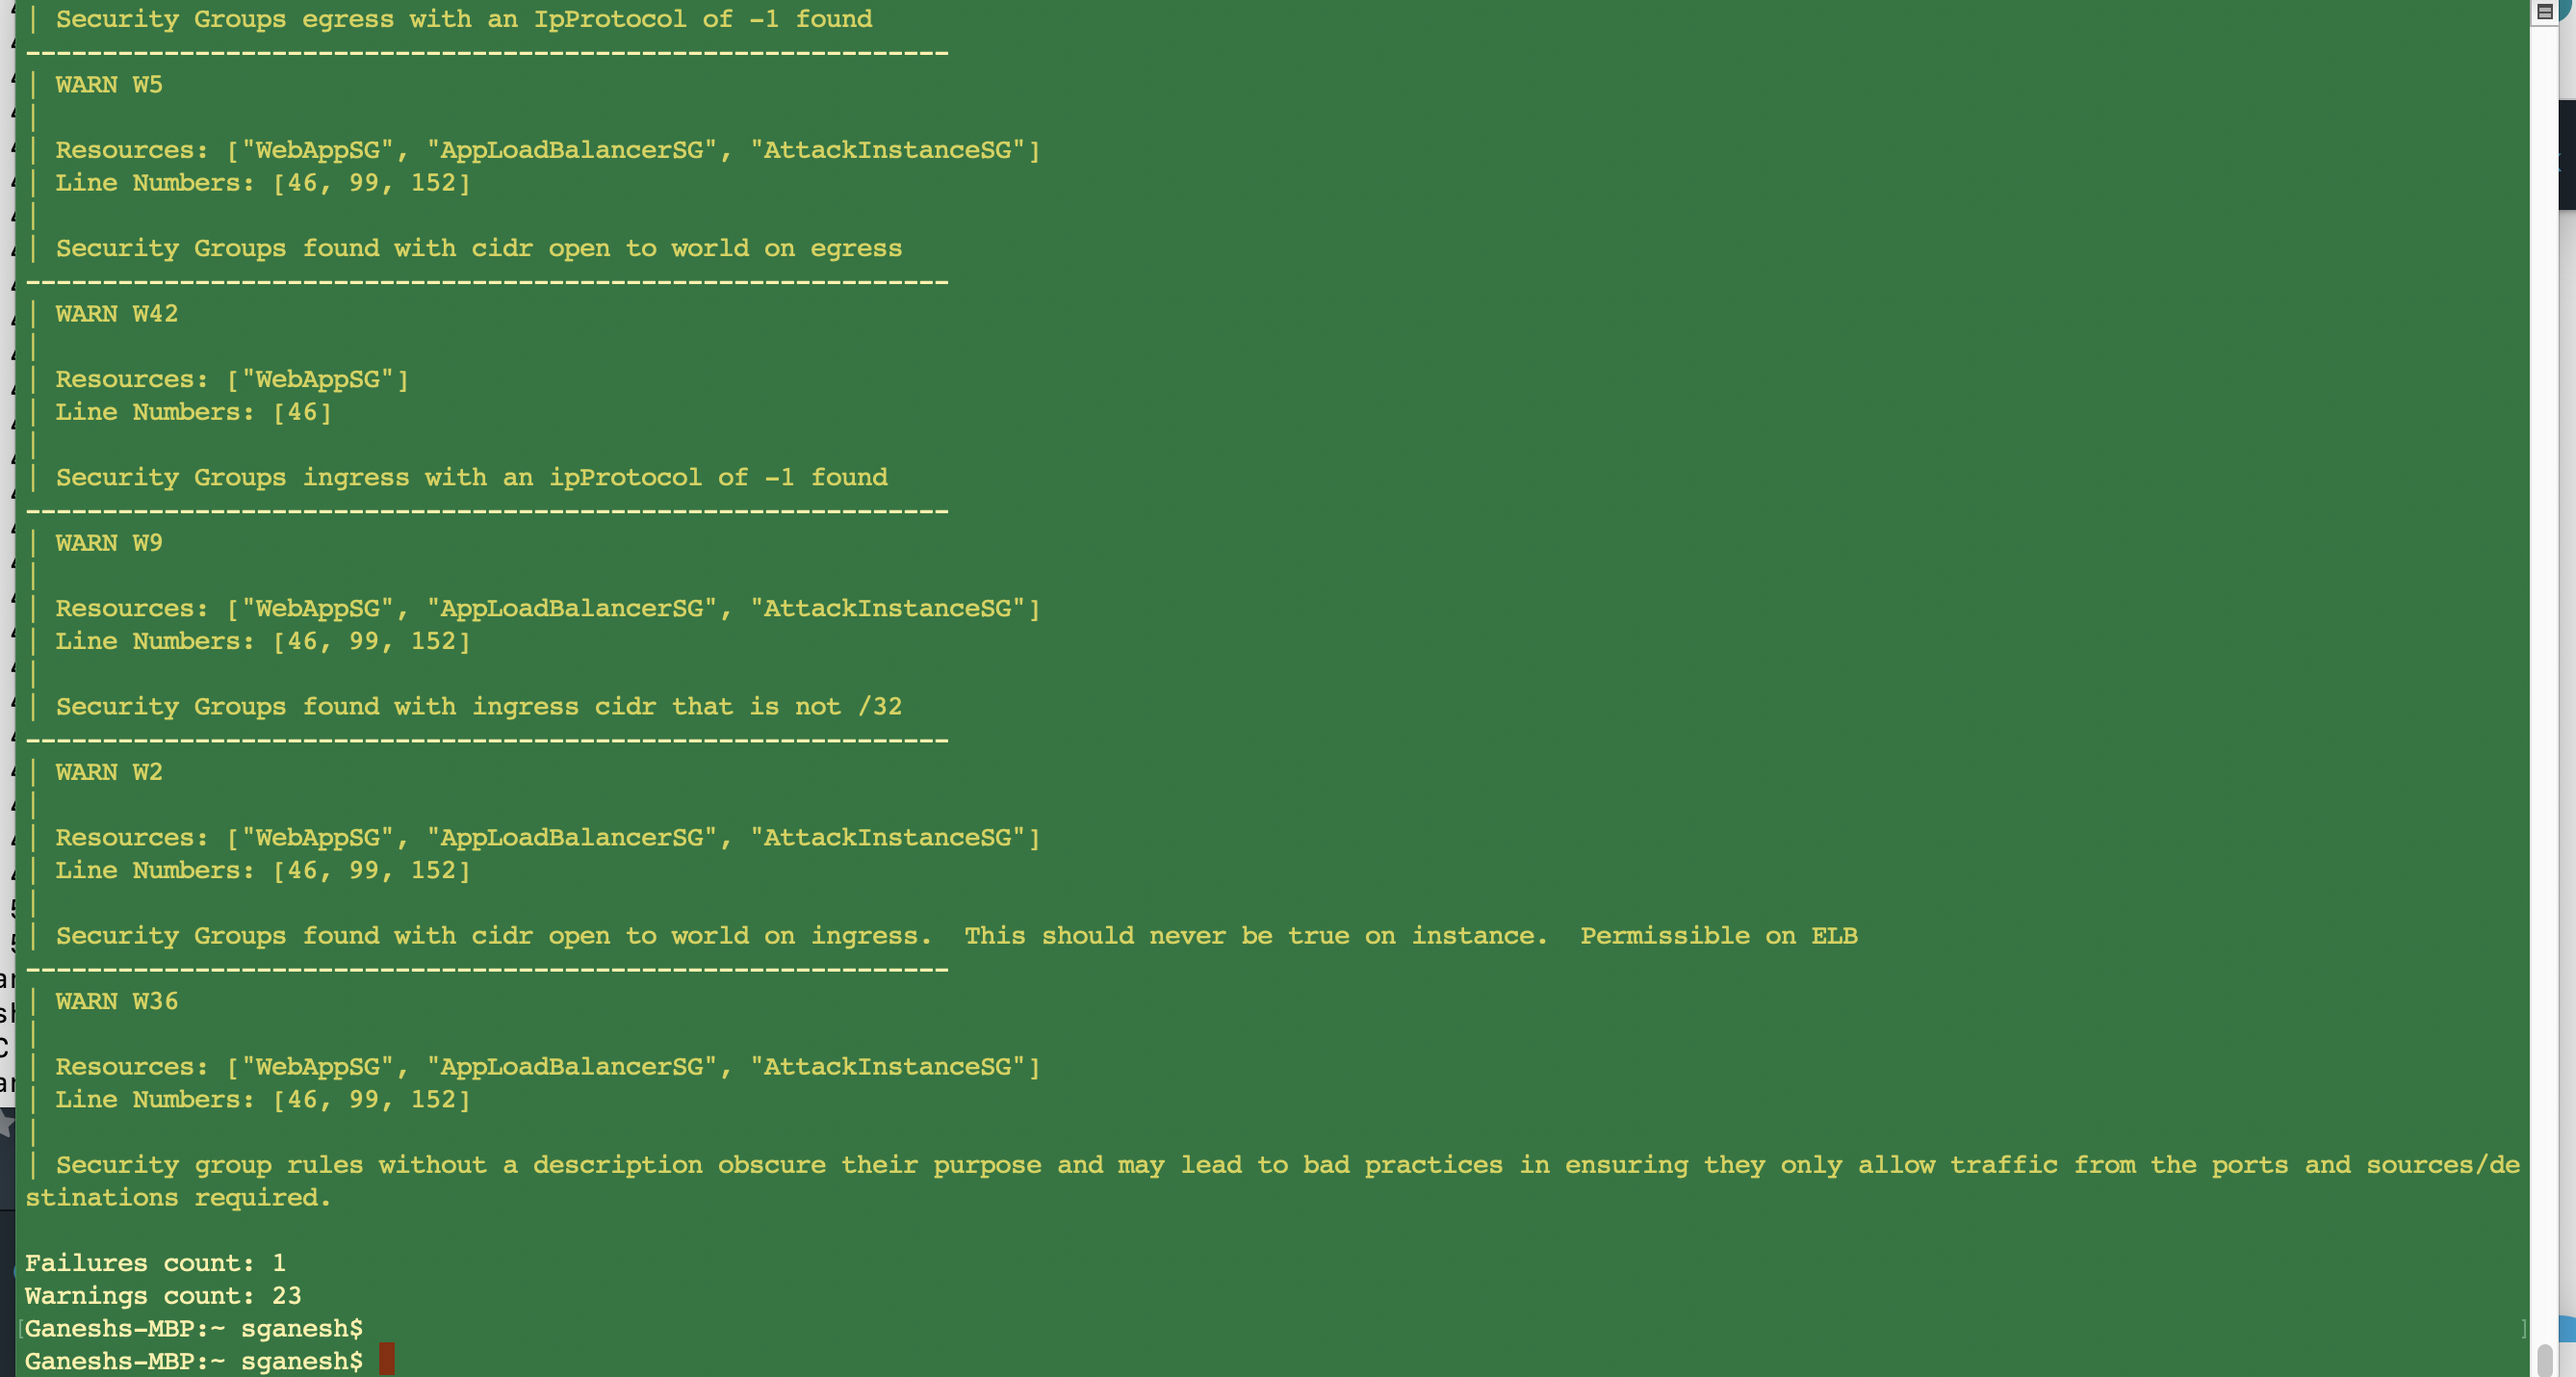 | Security Groups egress with an IpProtocol of -1 found
------------------------------------------------------------
| WARN W5
|
| Resources: ["WebAppSG", "AppLoadBalancerSG", "AttackInstanceSG"]
| Line Numbers: [46, 99, 152]
|
| Security Groups found with cidr open to world on egress
------------------------------------------------------------
| WARN W42
|
| Resources: ["WebAppSG"]
| Line Numbers: [46]
|
| Security Groups ingress with an ipProtocol of -1 found
------------------------------------------------------------
| WARN W9
|
| Resources: ["WebAppSG", "AppLoadBalancerSG", "AttackInstanceSG"]
| Line Numbers: [46, 99, 152]
|
| Security Groups found with ingress cidr that is not /32
------------------------------------------------------------
| WARN W2
|
| Resources: ["WebAppSG", "AppLoadBalancerSG", "AttackInstanceSG"]
| Line Numbers: [46, 99, 152]
|
| Security Groups found with cidr open to world on ingress.  This should never be true on instance.  Permissible on ELB
------------------------------------------------------------
| WARN W36
|
| Resources: ["WebAppSG", "AppLoadBalancerSG", "AttackInstanceSG"]
| Line Numbers: [46, 99, 152]
|
| Security group rules without a description obscure their purpose and may lead to bad practices in ensuring they only allow traffic from the ports and sources/de
stinations required.

Failures count: 1
Warnings count: 23
[Ganeshs-MBP:~ sganesh$ ]
Ganeshs-MBP:~ sganesh$